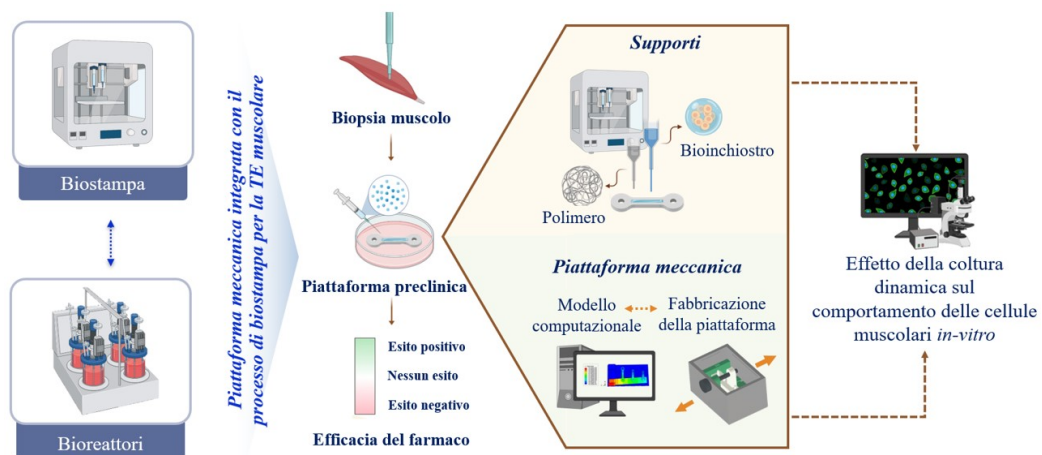 Biostampa
Bioreattori
Piattaforma meccanica integrata con il
processo di biostampa per la TE muscolare
Biopsia muscolo
Piattaforma preclinica
Esito positivo
Nessun esito
Esito negativo
Efficacia del farmaco
Supporti
Bioinchiostro
Polimero
Piattaforma meccanica
Modello
computazionale
Fabbricazione
della piattaforma
Effetto della coltura
dinamica sul
comportamento delle cellule
muscolari in-vitro